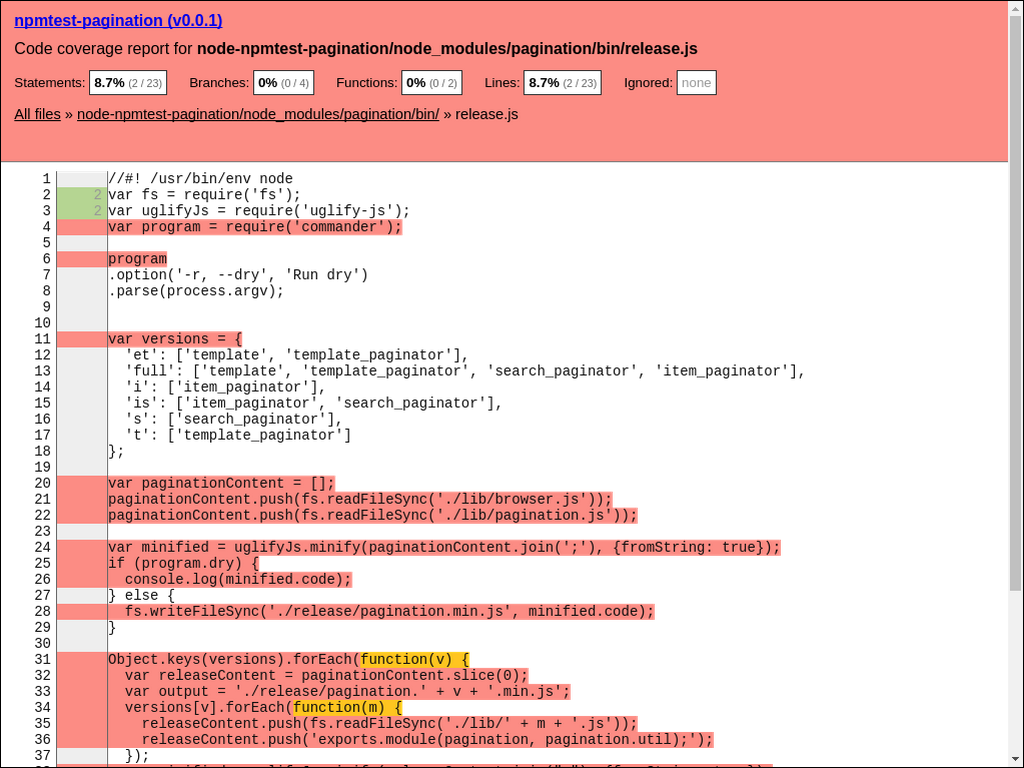 npmtest-pagination (v0.0.1)
Code coverage report for node-npmtest-pagination/node_modules/pagination/bin/release.js
Statements: 8.7% (2 / 23) Branches: 0% (0 / 4) Functions: 0% (0 / 2) Lines: 8.7% (2 / 23) Ignored: none
All files » node-npmtest-pagination/node_modules/pagination/bin/ » release.js
1 //#! /usr/bin/env node
2 2 var fs = require('fs');
3 2 var uglifyJs = require('uglify-js');
4 var program = require('commander');
5
6 program
7 .option('-r, --dry', 'Run dry')
8 .parse(process.argv);
9
10
11 var versions = {
12 'et': ['template', 'template_paginator'],
13 'full': ['template', 'template_paginator', 'search_paginator', 'item_paginator'],
14 'i': ['item_paginator'],
15 'is': ['item_paginator', 'search_paginator'],
16 's': ['search_paginator'],
17 't': ['template_paginator']
18 };
19
20 var paginationContent = [];
21 paginationContent.push(fs.readFileSync('./lib/browser.js'));
22 paginationContent.push(fs.readFileSync('./lib/pagination.js'));
23
24 var minified = uglifyJs.minify(paginationContent.join(';'), {fromString: true});
25 if (program.dry) {
26 console.log(minified.code);
27 } else {
28 fs.writeFileSync('./release/pagination.min.js', minified.code);
29 }
30
31 Object.keys(versions).forEach(function(v) {
32 var releaseContent = paginationContent.slice(0);
33 var output = './release/pagination.' + v + '.min.js';
34 versions[v].forEach(function(m) {
35 releaseContent.push(fs.readFileSync('./lib/' + m + '.js'));
36 releaseContent.push('exports.module(pagination, pagination.util);');
37 });